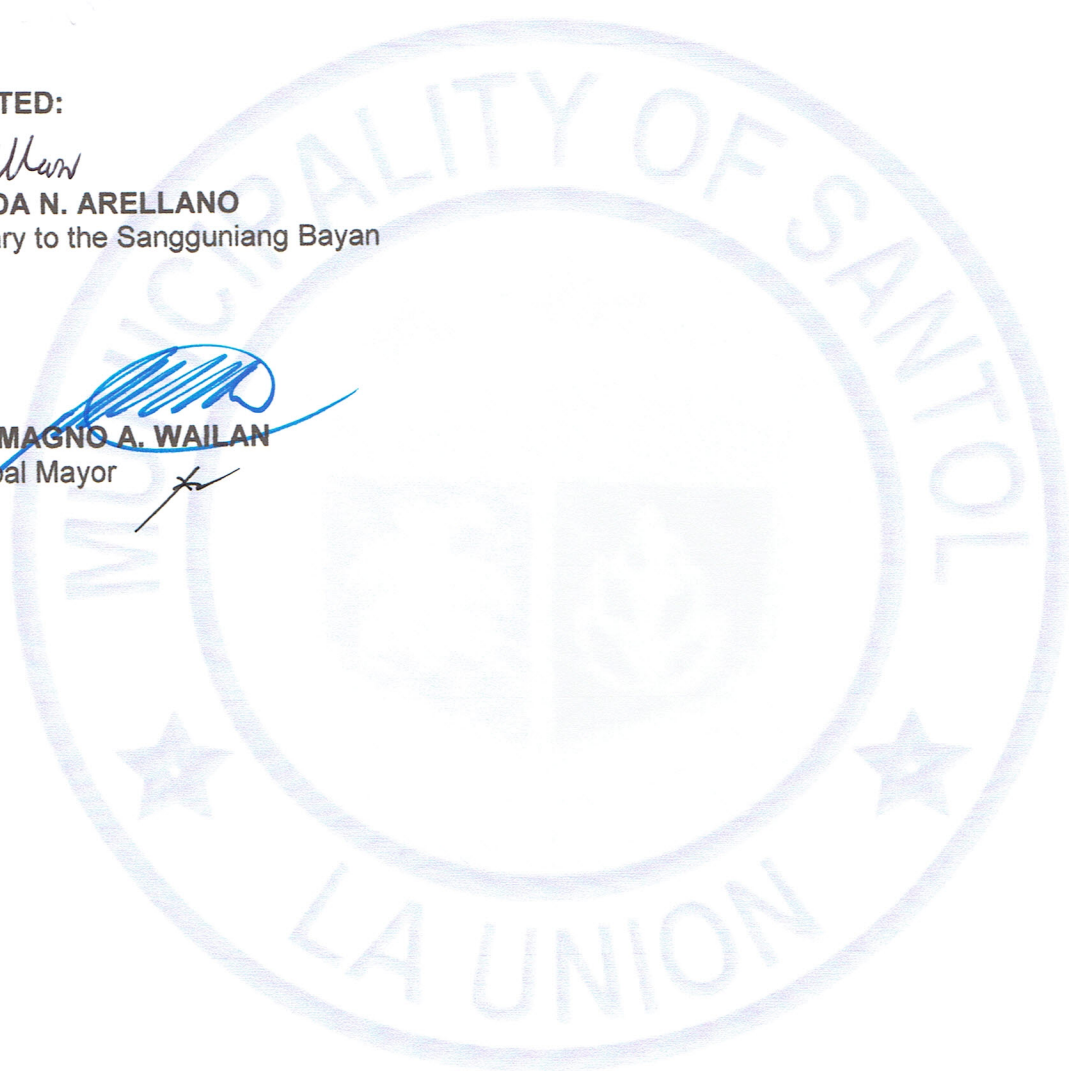 TED:
DA N. ARELLANO
ary to the Sangguniang Bayan
MAGNO A. WAILAN
pal Mayor
MUNICIPALITY OF SANTOL
LA UNION